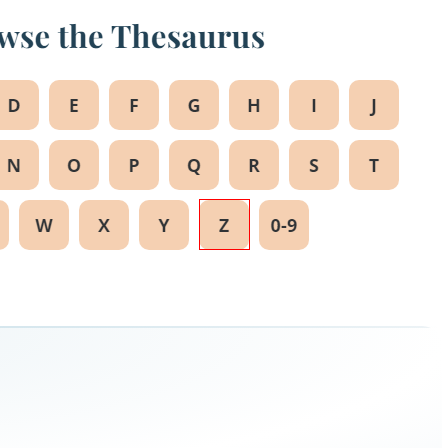 wse the Thesaurus
D E F G H I J
N O P Q R S T
W X Y Z 0-9